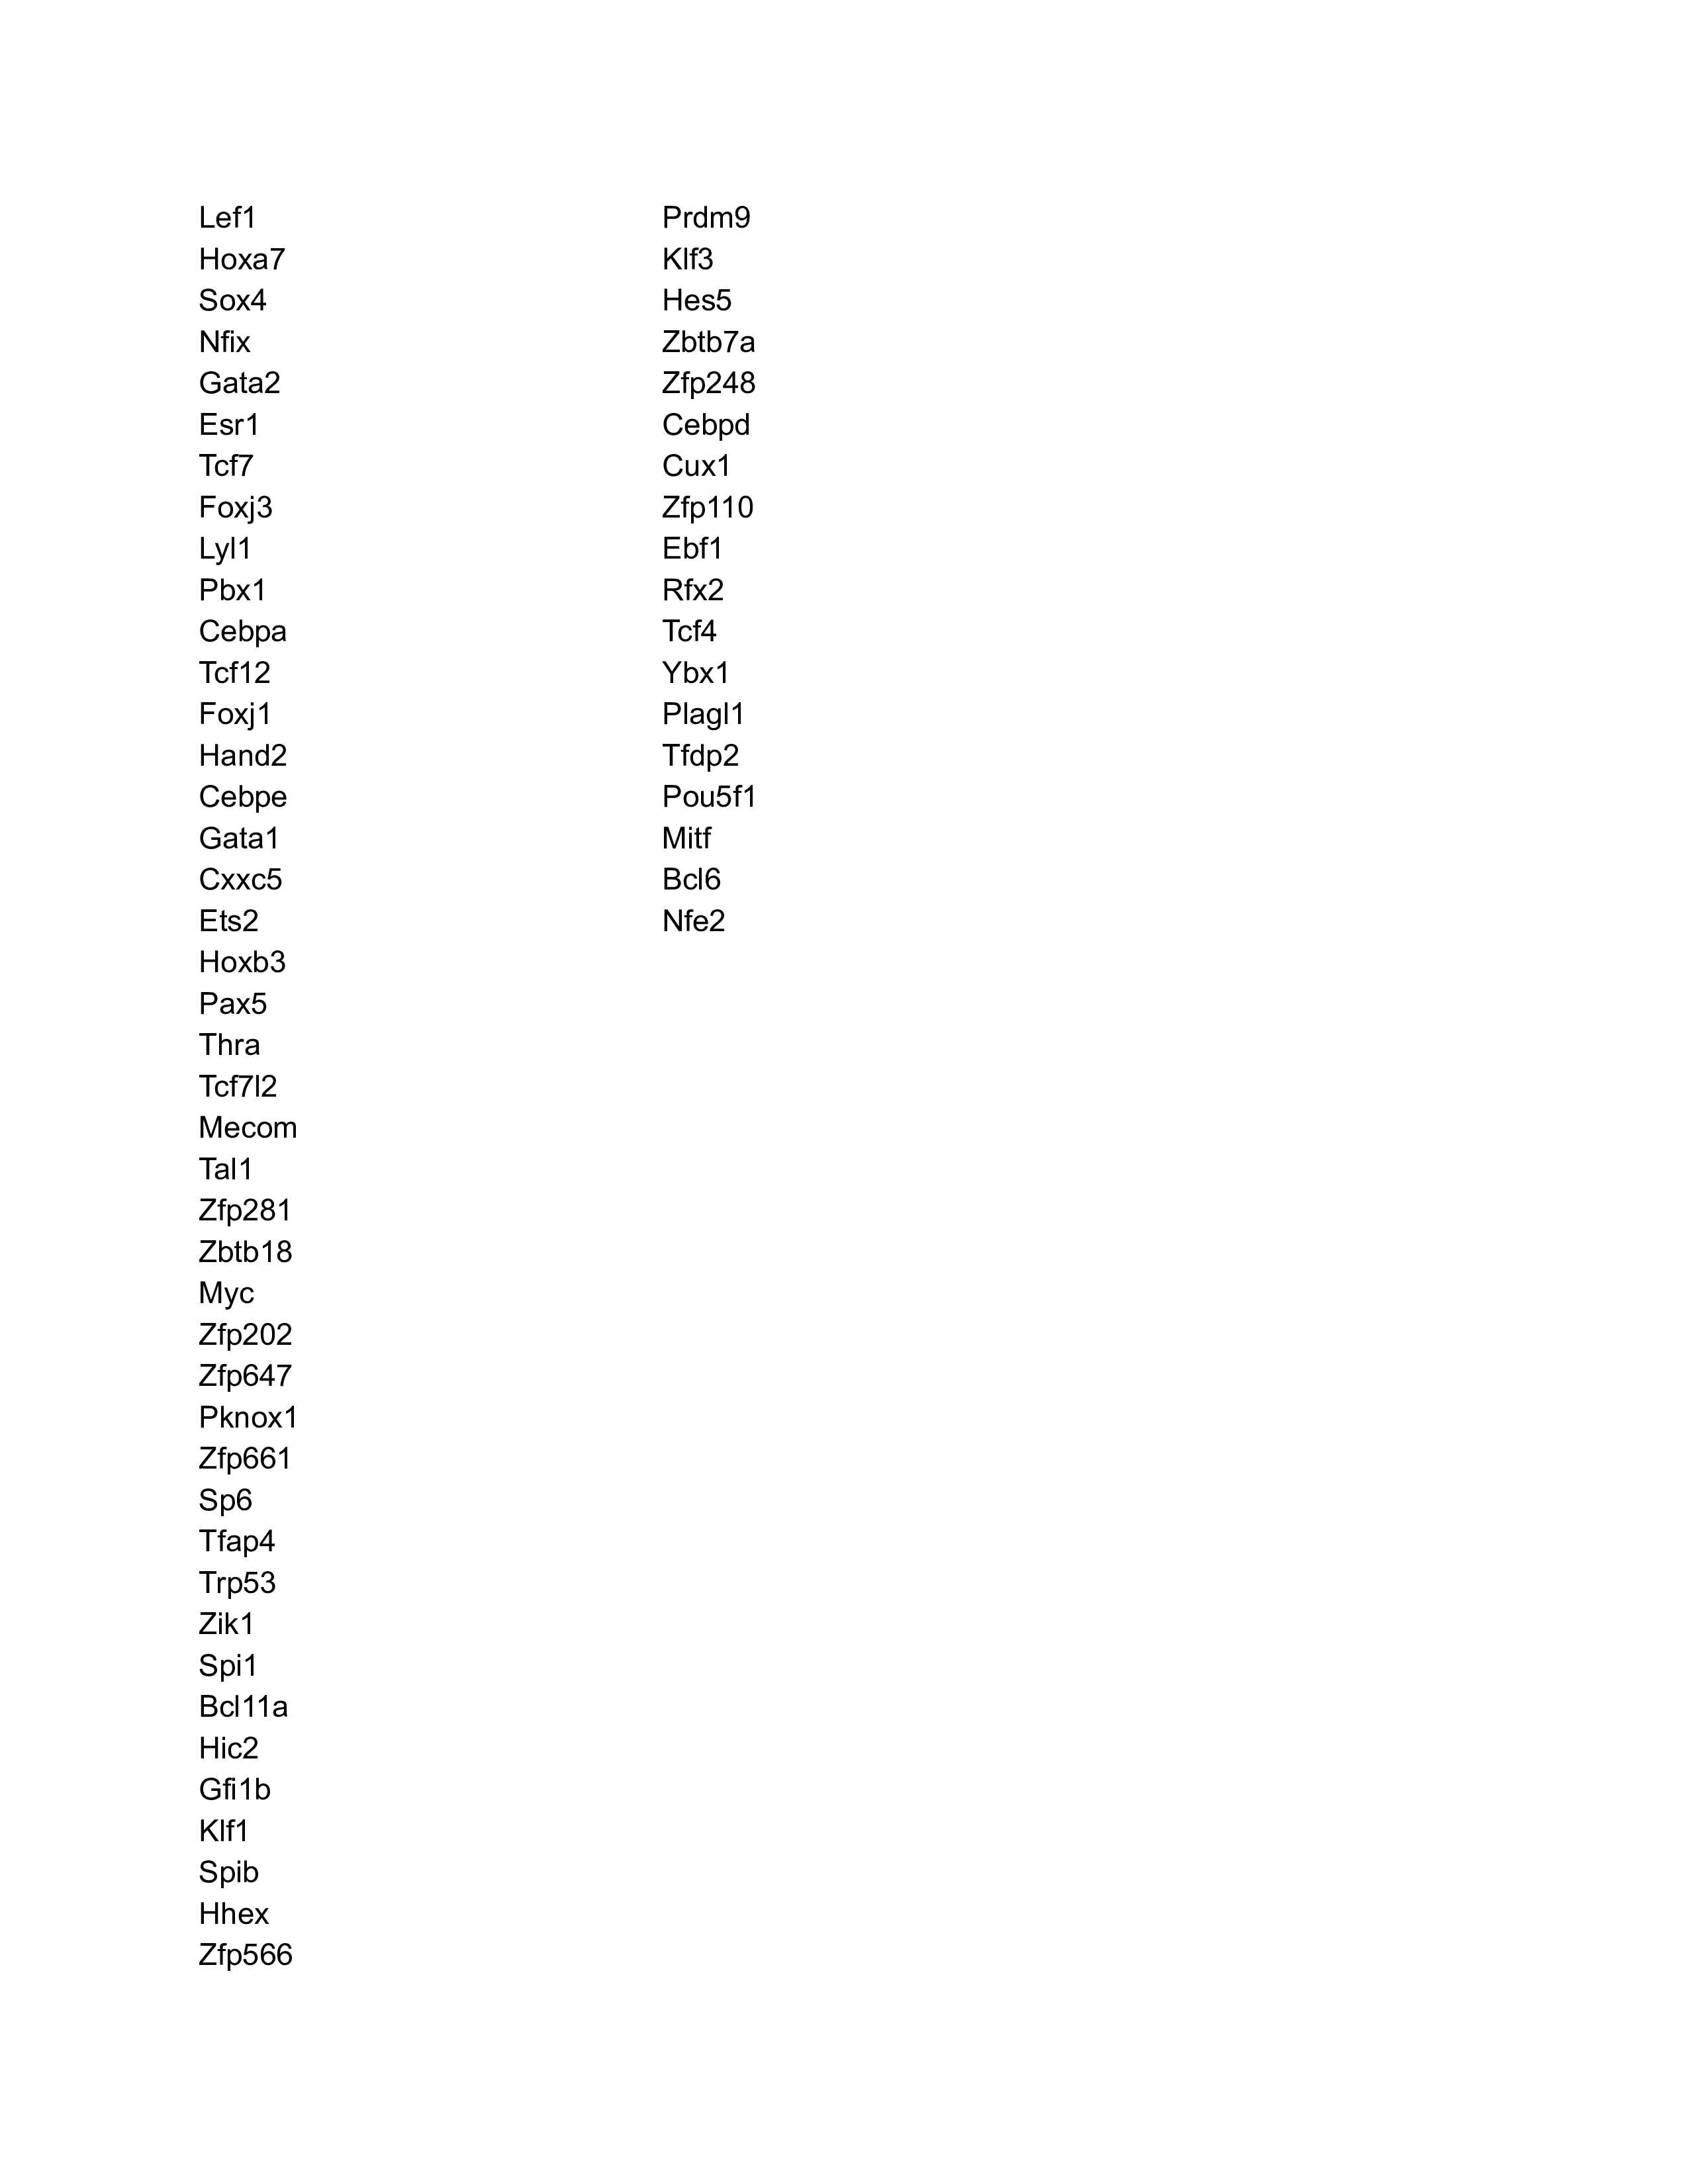 Lef1
Hoxa7
Sox4
Nfix
Gata2
Esr1
Tcf7
Foxj3
Lyl1
Pbx1
Cebpa
Tcf12
Foxj1
Hand2
Cebpe
Gata1
Cxxc5
Ets2
Hoxb3
Pax5
Thra
Tcf7l2
Mecom
Tal1
Zfp281
Zbtb18
Myc
Zfp202
Zfp647
Pknox1
Zfp661
Sp6
Tfap4
Trp53
Zik1
Spi1
Bcl11a
Hic2
Gfi1b
Klf1
Spib
Hhex
Zfp566
Prdm9
Klf3
Hes5
Zbtb7a
Zfp248
Cebpd
Cux1
Zfp110
Ebf1
Rfx2
Tcf4
Ybx1
Plagl1
Tfdp2
Pou5f1
Mitf
Bcl6
Nfe2